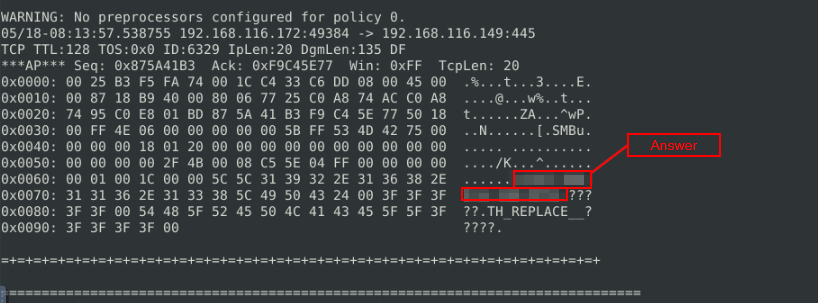 WARNING: No preprocessors configured for policy 0.
05/18-08:13:57.538755 192.168.116.172:49384 -> 192.168.116.149:445
TCP TTL:128 TOS:0x0 ID:6329 IpLen:20 DgmLen:135 DF
***AP*** Seq: 0x875A41B3  Ack: 0xF9C45E77  Win: 0xFF  TcpLen: 20
0x0000: 00 25 B3 F5 FA 74 00 1C C4 33 C6 DD 08 00 45 00  .%...t...3....E.
0x0010: 00 87 18 B9 40 00 80 06 77 25 C0 A8 74 AC C0 A8  ....@...w%..t...
0x0020: 74 95 C0 E8 01 BD 87 5A 41 B3 F9 C4 5E 77 50 18  t......ZA...^wP.
0x0030: 00 FF 4E 06 00 00 00 00 00 5B FF 53 4D 42 75 00  ..N......[.SMBu.
0x0040: 00 00 00 18 01 20 00 00 00 00 00 00 00 00 00 00  ..... ..........
0x0050: 00 00 00 00 2F 4B 00 08 C5 5E 04 FF 00 00 00 00  ..../K...^......
0x0060: 00 01 00 1C 00 00 5C 5C 31 39 32 2E 31 36 38 2E  ......
0x0070: 31 31 36 2E 31 33 38 5C 49 50 43 24 00 3F 3F 3F  ???
0x0080: 3F 3F 00 54 48 5F 52 45 50 4C 41 43 45 5F 5F 3F  ??.TH_REPLACE__?
0x0090: 3F 3F 3F 3F 00  ????.
Answer
=+=+=+=+=+=+=+=+=+=+=+=+=+=+=+=+=+=+=+=+=+=+=+=+=+=+=+=+=+=+=+=+=+=+=+=+=+
===============================================================================